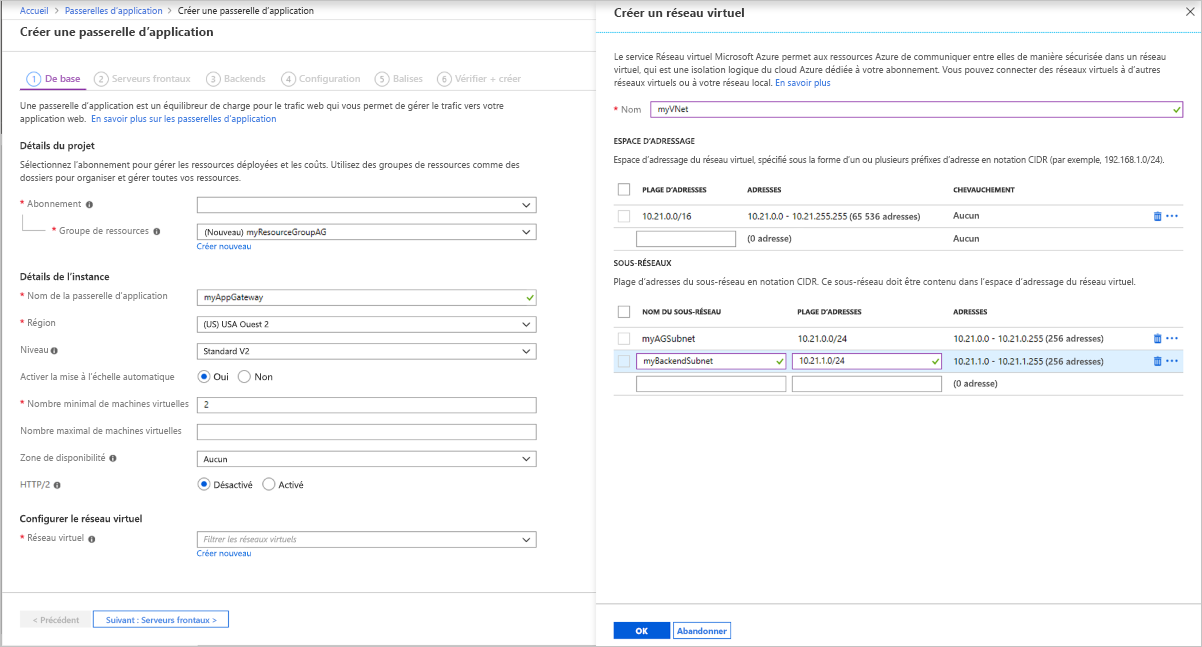 Accueil > Passerelles d'application > Créer une passerelle d'application
Créer une passerelle d'application
1 De base 2 Serveurs frontaux 3 Backends 4 Configuration 5 Balises 6 Vérifier + créer
Une passerelle d'application est un équilibreur de charge pour le trafic web qui vous permet de gérer le trafic vers votre
application web. En savoir plus sur les passerelles d'application
Détails du projet
Sélectionnez l'abonnement pour gérer les ressources déployées et les coûts. Utilisez des groupes de ressources comme des
dossiers pour organiser et gérer toutes vos ressources.
* Abonnement
* Groupe de ressources (Nouveau) myResourceGroupAG
Créer nouveau
Détails de l'instance
* Nom de la passerelle d'application myAppGateway
* Région (US) USA Ouest 2
Niveau Standard V2
Activer la mise à l'échelle automatique Oui Non
* Nombre minimal de machines virtuelles 2
Nombre maximal de machines virtuelles
Zone de disponibilité Aucun
HTTP/2 Désactivé Activé
Configurer le réseau virtuel
* Réseau virtuel Filtrer les réseaux virtuels
Créer nouveau
< Précédent Suivant : Serveurs frontaux >
Créer un réseau virtuel
Le service Réseau virtuel Microsoft Azure permet aux ressources Azure de communiquer entre elles de manière sécurisée dans un réseau
virtuel, qui est une isolation logique du cloud Azure dédiée à votre abonnement. Vous pouvez connecter des réseaux virtuels à d'autres
réseaux virtuels ou à votre réseau local. En savoir plus
* Nom myVNet
ESPACE D'ADRESSAGE
Espace d'adressage du réseau virtuel, spécifié sous la forme d'un ou plusieurs préfixes d'adresse en notation CIDR (par exemple, 192.168.1.0/24).
PLAGE D'ADRESSES ADRESSES CHEVAUCHEMENT
10.21.0.0/16 10.21.0.0 - 10.21.255.255 (65 536 adresses) Aucun
(0 adresse) Aucun
SOUS-RÉSEAUX
Plage d'adresses du sous-réseau en notation CIDR. Ce sous-réseau doit être contenu dans l'espace d'adressage du réseau virtuel.
NOM DU SOUS-RÉSEAU PLAGE D'ADRESSES ADRESSES
myAGSubnet 10.21.0.0/24 10.21.0.0 - 10.21.0.255 (256 adresses)
myBackendSubnet 10.21.1.0/24 10.21.1.0 - 10.21.1.255 (256 adresses)
(0 adresse)
OK Abandonner